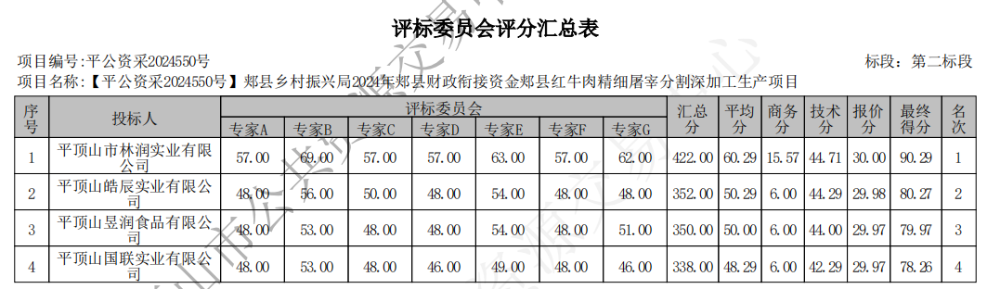 评标委员会评分汇总表
项目编号:平公资采2024550号 标段: 第二标段
项目名称:【平公资采2024550号】郏县乡村振兴局2024年郏县财政衔接资金郏县红牛肉精细屠宰分割深加工生产项目
序号 投标人 评标委员会 汇总分 平均分 商务分 技术分 报价分 最终得分 名次
专家A 专家B 专家C 专家D 专家E 专家F 专家G
1 平顶山市林润实业有限公司 57.00 69.00 57.00 57.00 63.00 57.00 62.00 422.00 60.29 15.57 44.71 30.00 90.29 1
2 平顶山皓辰实业有限公司 48.00 56.00 50.00 48.00 54.00 48.00 48.00 352.00 50.29 6.00 44.29 29.98 80.27 2
3 平顶山昱润食品有限公司 48.00 53.00 48.00 48.00 54.00 48.00 51.00 350.00 50.00 6.00 44.00 29.97 79.97 3
4 平顶山国联实业有限公司 48.00 53.00 48.00 46.00 49.00 48.00 46.00 338.00 48.29 6.00 42.29 29.97 78.26 4